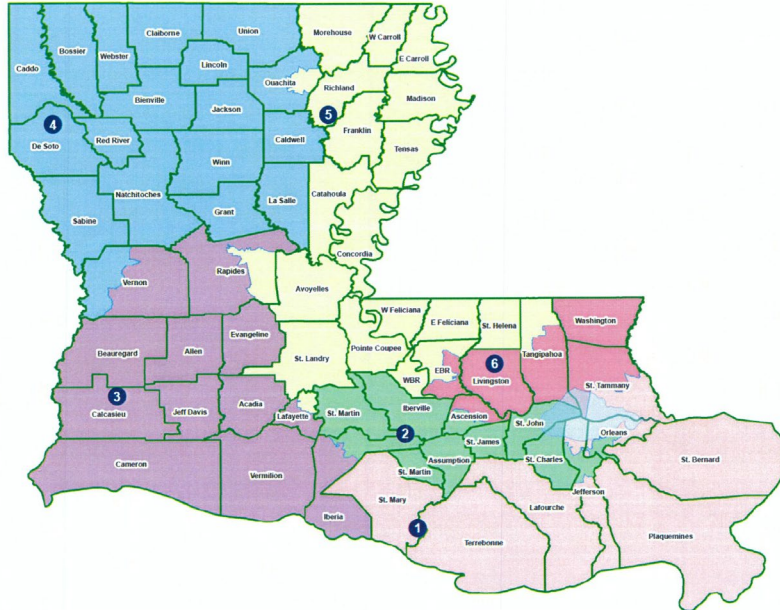 Claiborne
Union
Morehouse
W Carroll
Bossier
Webster
E Carroll
Caddo
Lincoln
Ouachita
Richland
Bienville
Jackson
Madison
4
5
Franklin
De Soto
Red River
Caldwell
Tensas
Winn
Natchitoches
La Salle
Catahoula
Sabine
Grant
Concordia
Vernon
Rapides
Avoyelles
W Feliciana
E Feliciana
St. Helena
Washington
Evangeline
Pointe Coupee
Tangipahoa
Beauregard
Allen
St. Landry
EBR
6
Livingston
WBR
St. Tammany
3
Calcasieu
Jeff Davis
Acadia
Lafayette
St. Martin
Iberville
Ascension
St. John
Orleans
2
St. James
Cameron
Vermilion
Assumption
St. Martin
St. Charles
St. Bernard
Jefferson
St. Mary
Lafourche
Iberia
1
Terrebonne
Plaquemines